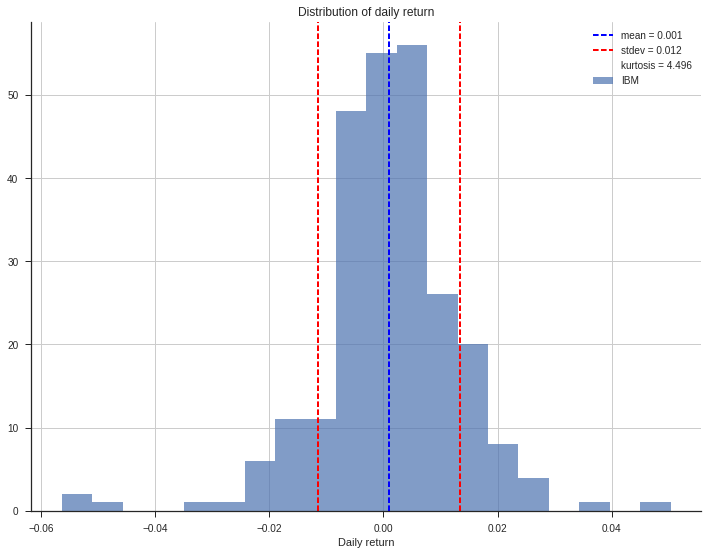 Distribution of daily return
mean = 0.001
stdev = 0.012
kurtosis = 4.496
IBM
50
40
30
20
10
0
−0.06 −0.04 −0.02 0.00 0.02 0.04
Daily return